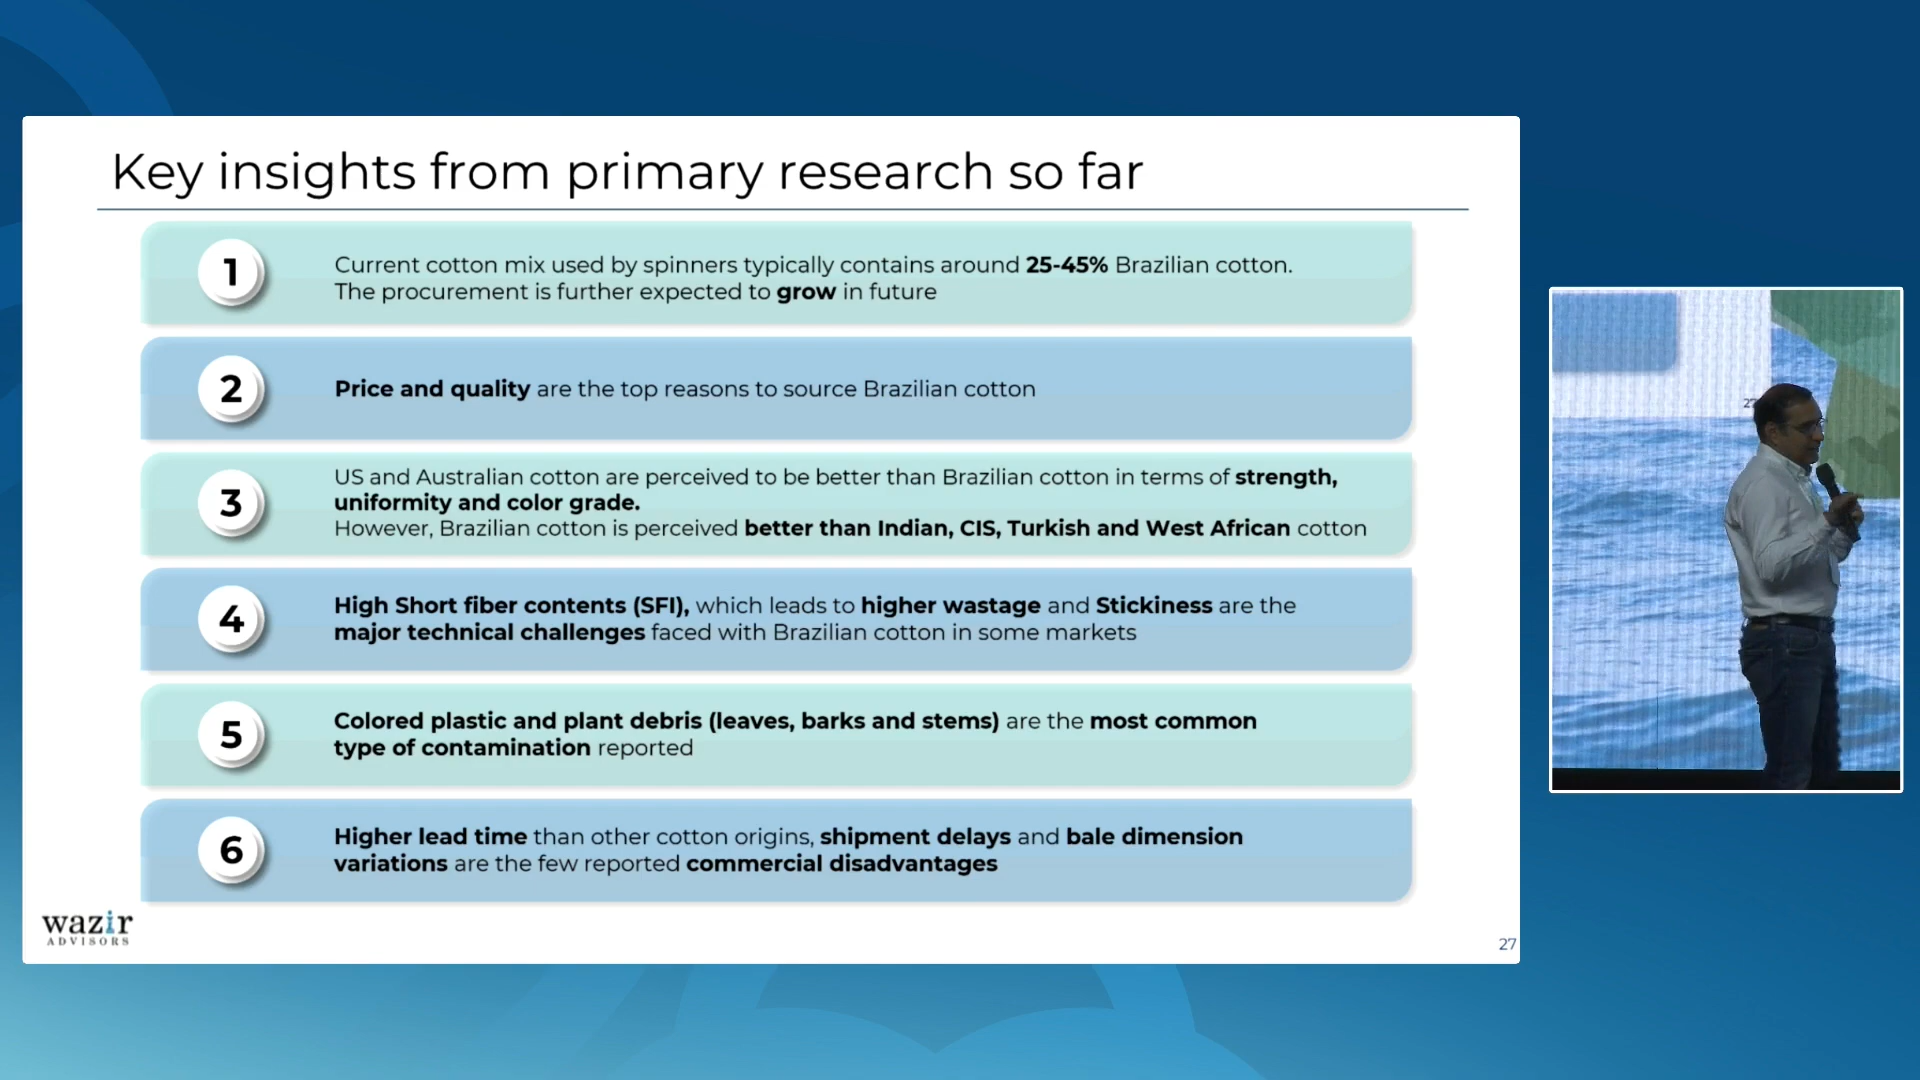 Key insights from primary research so far
1
Current cotton mix used by spinners typically contains around 25-45% Brazilian cotton.
The procurement is further expected to grow in future
2
Price and quality are the top reasons to source Brazilian cotton
3
US and Australian cotton are perceived to be better than Brazilian cotton in terms of strength,
uniformity and color grade.
However, Brazilian cotton is perceived better than Indian, CIS, Turkish and West African cotton
4
High Short fiber contents (SFI), which leads to higher wastage and Stickiness are the
major technical challenges faced with Brazilian cotton in some markets
5
Colored plastic and plant debris (leaves, barks and stems) are the most common
type of contamination reported
6
Higher lead time than other cotton origins, shipment delays and bale dimension
variations are the few reported commercial disadvantages
wazir
ADVISORS
27
27